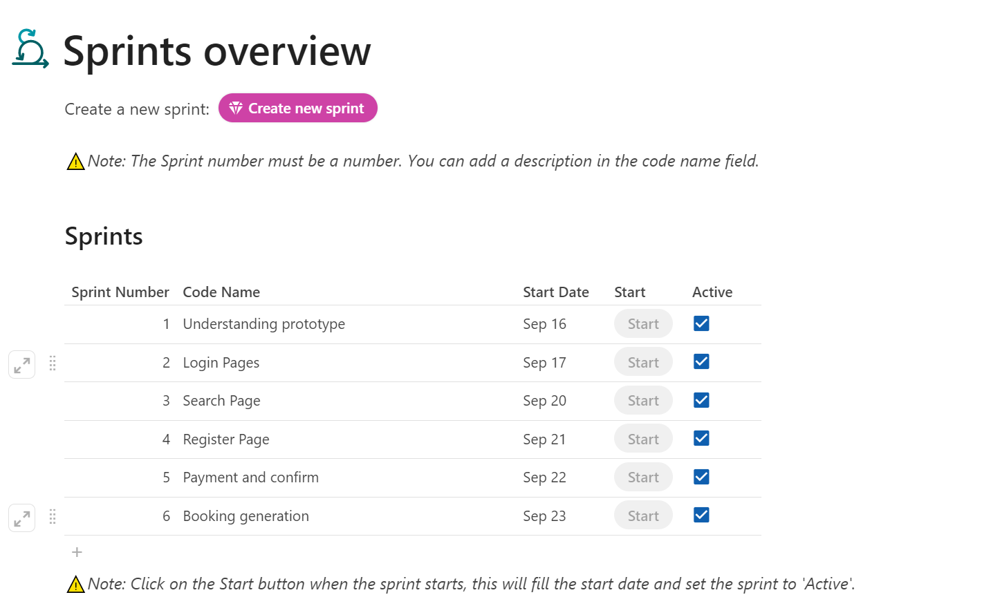 Sprints overview
Create a new sprint: Create new sprint
Note: The Sprint number must be a number. You can add a description in the code name field.
Sprints
Sprint Number Code Name Start Date Start Active
1 Understanding prototype Sep 16 Start
2 Login Pages Sep 17 Start
3 Search Page Sep 20 Start
4 Register Page Sep 21 Start
5 Payment and confirm Sep 22 Start
6 Booking generation Sep 23 Start
Note: Click on the Start button when the sprint starts, this will fill the start date and set the sprint to 'Active'.